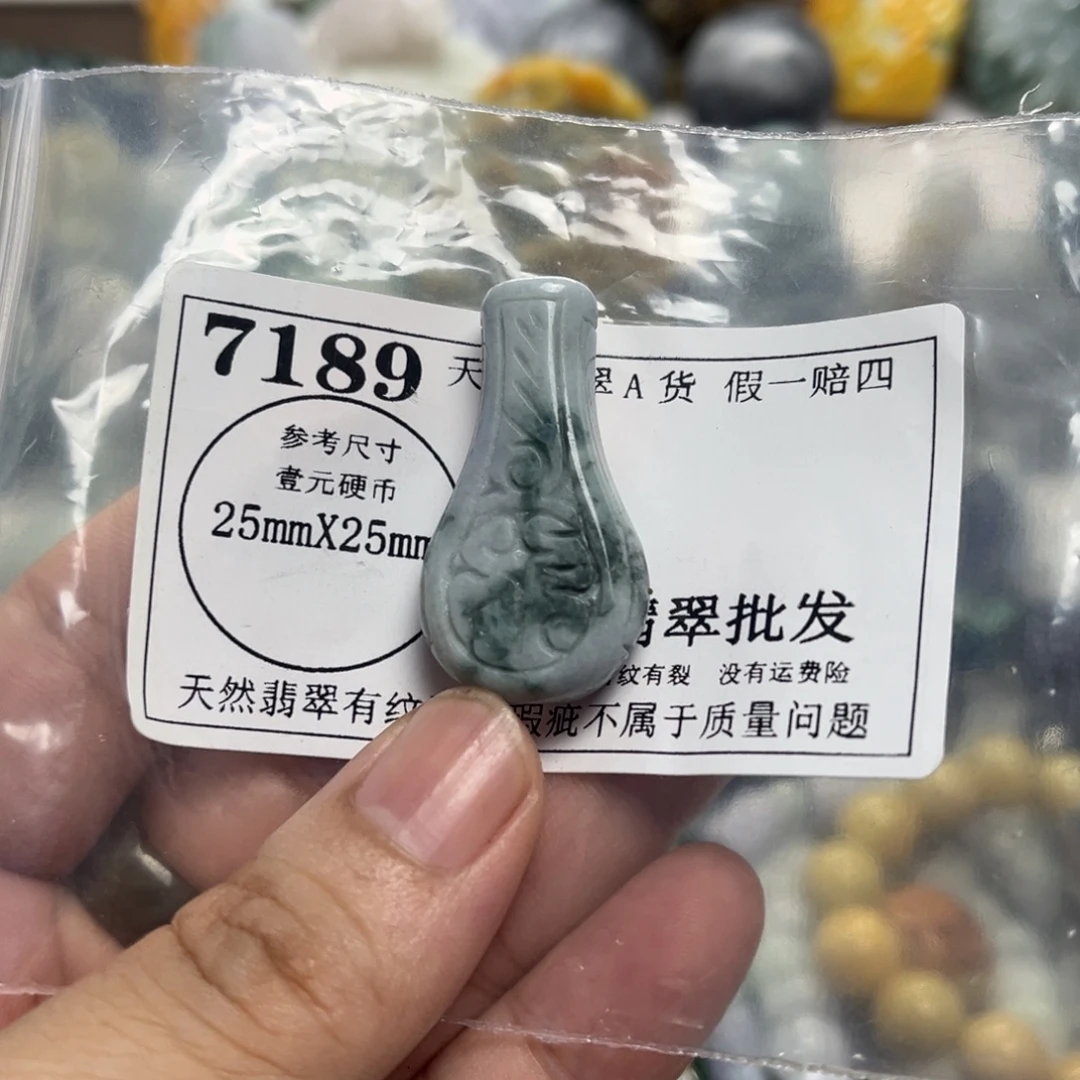 7189
天 翠A货 假一赔四
参考尺寸
壹元硬币
25mmX25mm
翠批发
纹有裂 没有运费险
天然翡翠有纹 瑕疵不属于质量问题